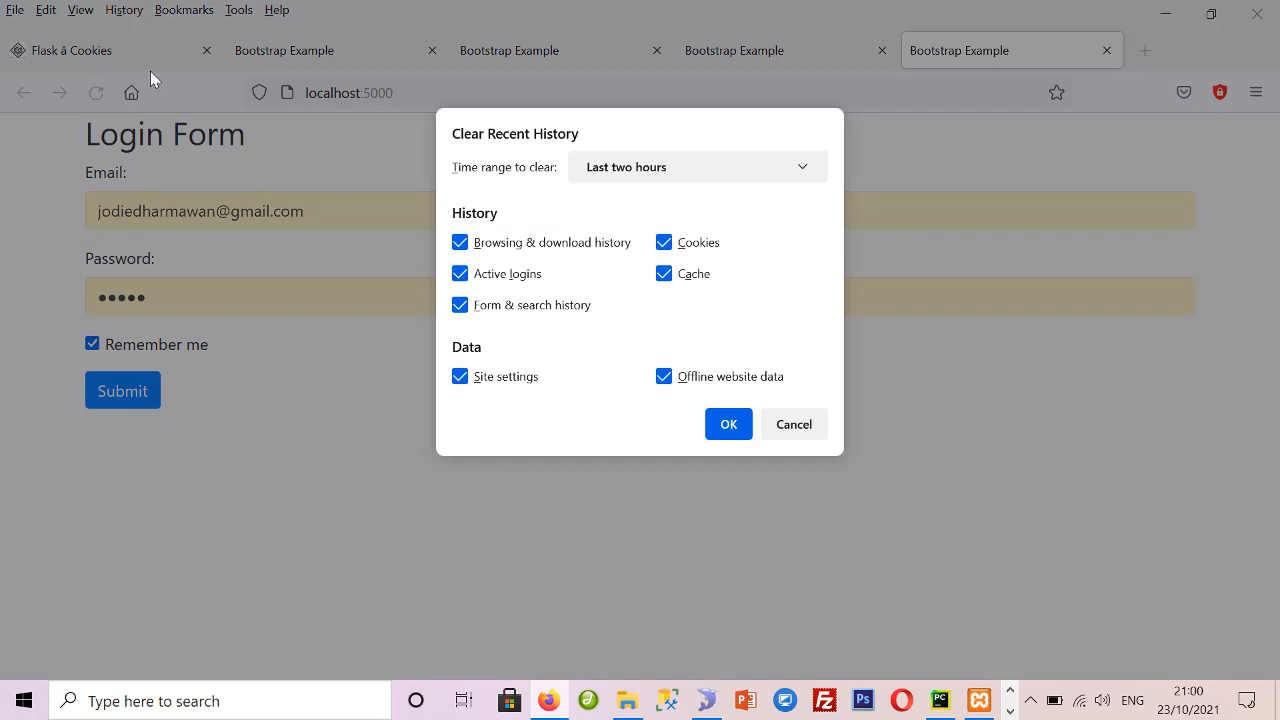 File Edit View History Bookmarks Tools Help
Flask â Cookies Bootstrap Example Bootstrap Example Bootstrap Example Bootstrap Example
localhost:5000
Login Form
Email:
jodiedharmawan@gmail.com
Password:
Remember me
Submit
Clear Recent History
Time range to clear: Last two hours
History
Browsing & download history Cookies
Active logins Cache
Form & search history
Data
Site settings Offline website data
OK Cancel
Type here to search
ENG
21:00
23/10/2021